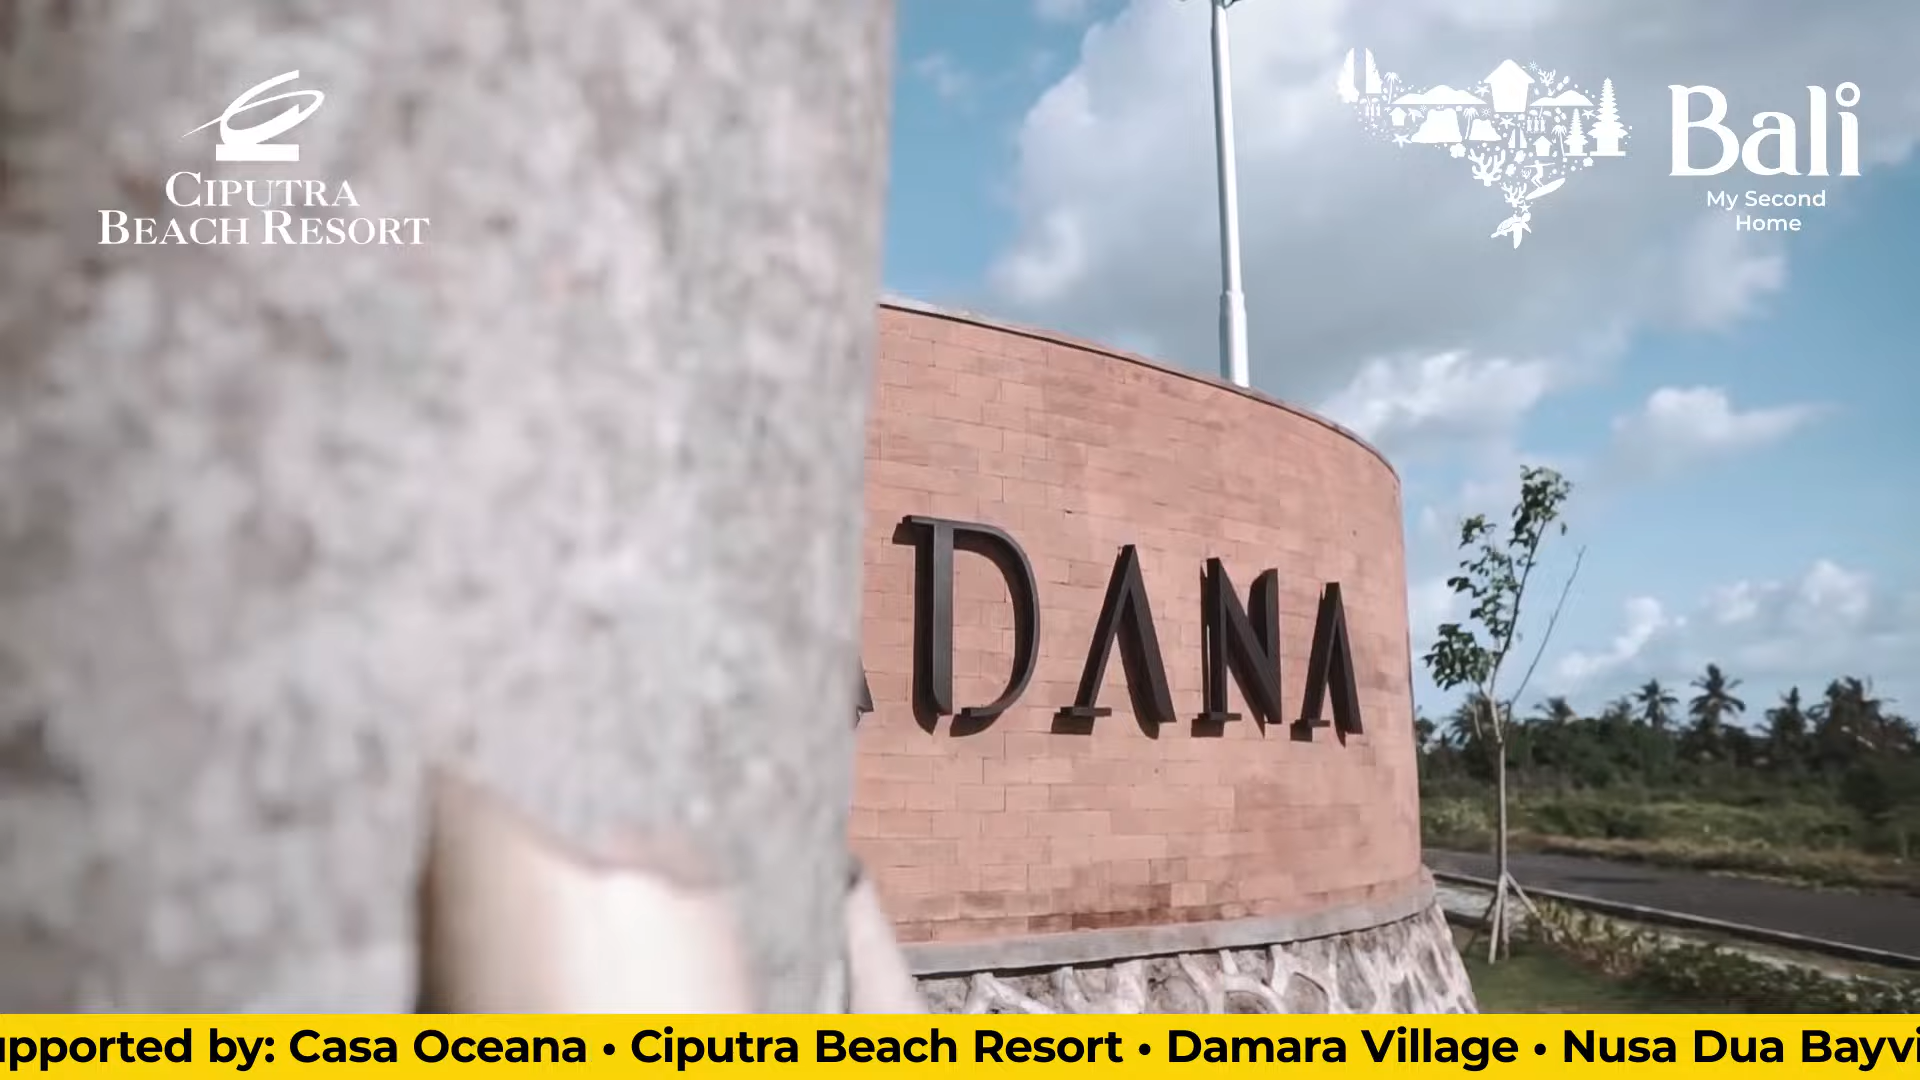 CIPUTRA
BEACH RESORT
Bali
My Second
Home
DANA
upported by: Casa Oceana • Ciputra Beach Resort • Damara Village • Nusa Dua Bayvi